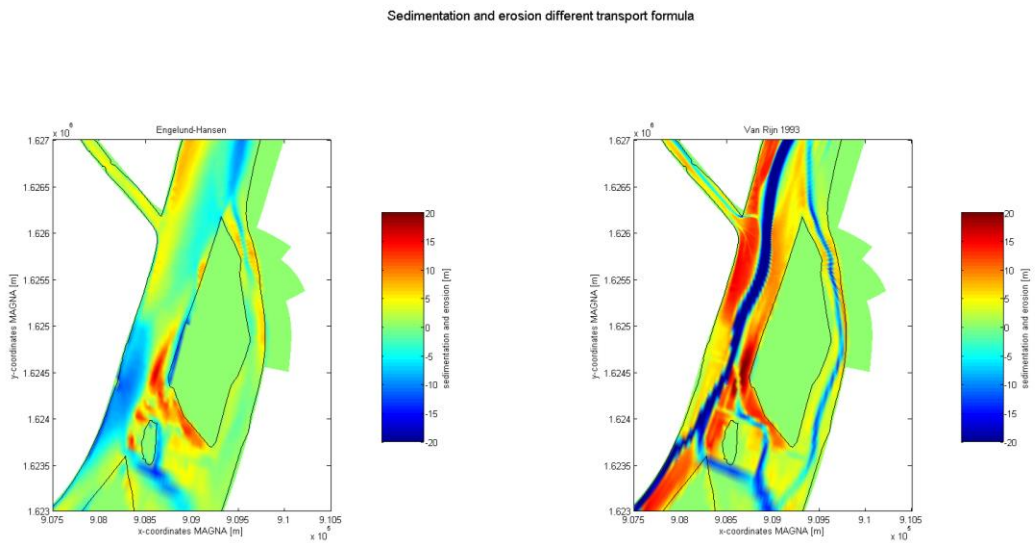 Sedimentation and erosion different transport formula
x 10 6
Engelund-Hansen
1.627
1.6265
1.626
1.6255
1.625
1.6245
1.624
1.6235
1.623
y-coordinates MAGNA [m]
9.075 9.08 9.085 9.09 9.095 9.1 9.105
x-coordinates MAGNA [m]
x 10 5
20
15
10
5
0
-5
-10
-15
-20
sedimentation and erosion [m]
x 10 6
Van Rijn 1993
1.627
1.6265
1.626
1.6255
1.625
1.6245
1.624
1.6235
1.623
y-coordinates MAGNA [m]
9.075 9.08 9.085 9.09 9.095 9.1 9.105
x-coordinates MAGNA [m]
x 10 5
20
15
10
5
0
-5
-10
-15
-20
sedimentation and erosion [m]